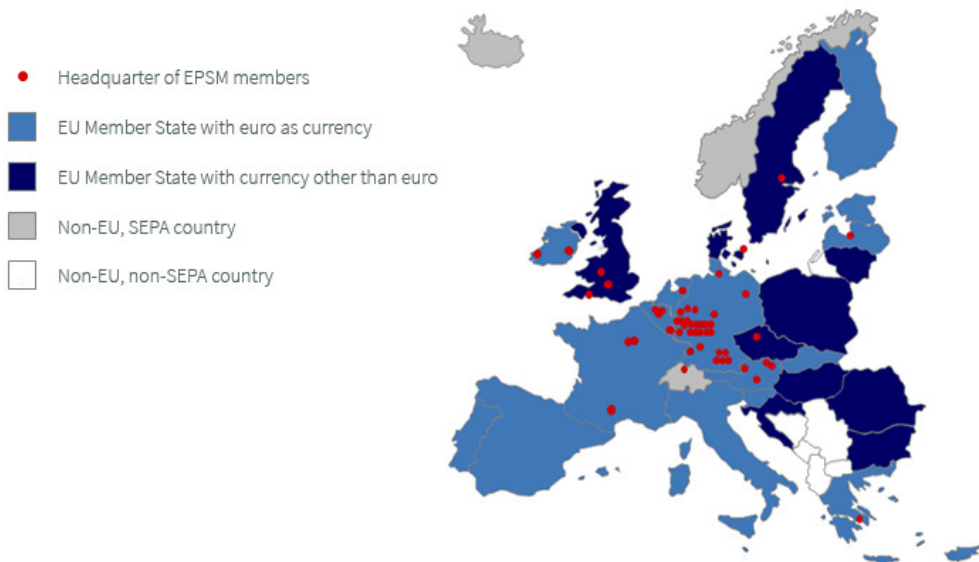 Headquarter of EPSM members
EU Member State with euro as currency
EU Member State with currency other than euro
Non-EU, SEPA country
Non-EU, non-SEPA country